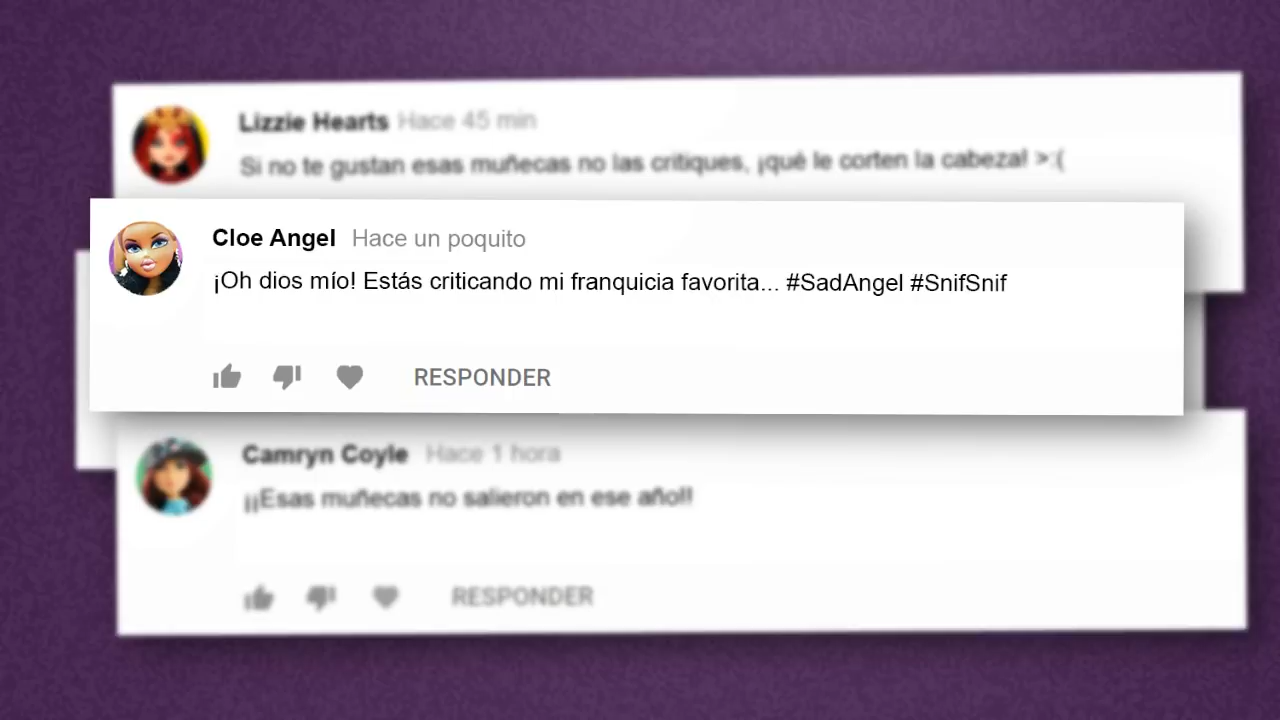 Lizzie Hearts Hace 45 min
Si no te gustan esas muñecas no las critiques, ¡qué le corten la cabeza! >:(
Cloe Angel Hace un poquito
¡Oh dios mío! Estás criticando mi franquicia favorita... #SadAngel #SnifSnif
RESPONDER
Camryn Coyle Hace 1 hora
¡¡Esas muñecas no salieron en ese año!!
RESPONDER